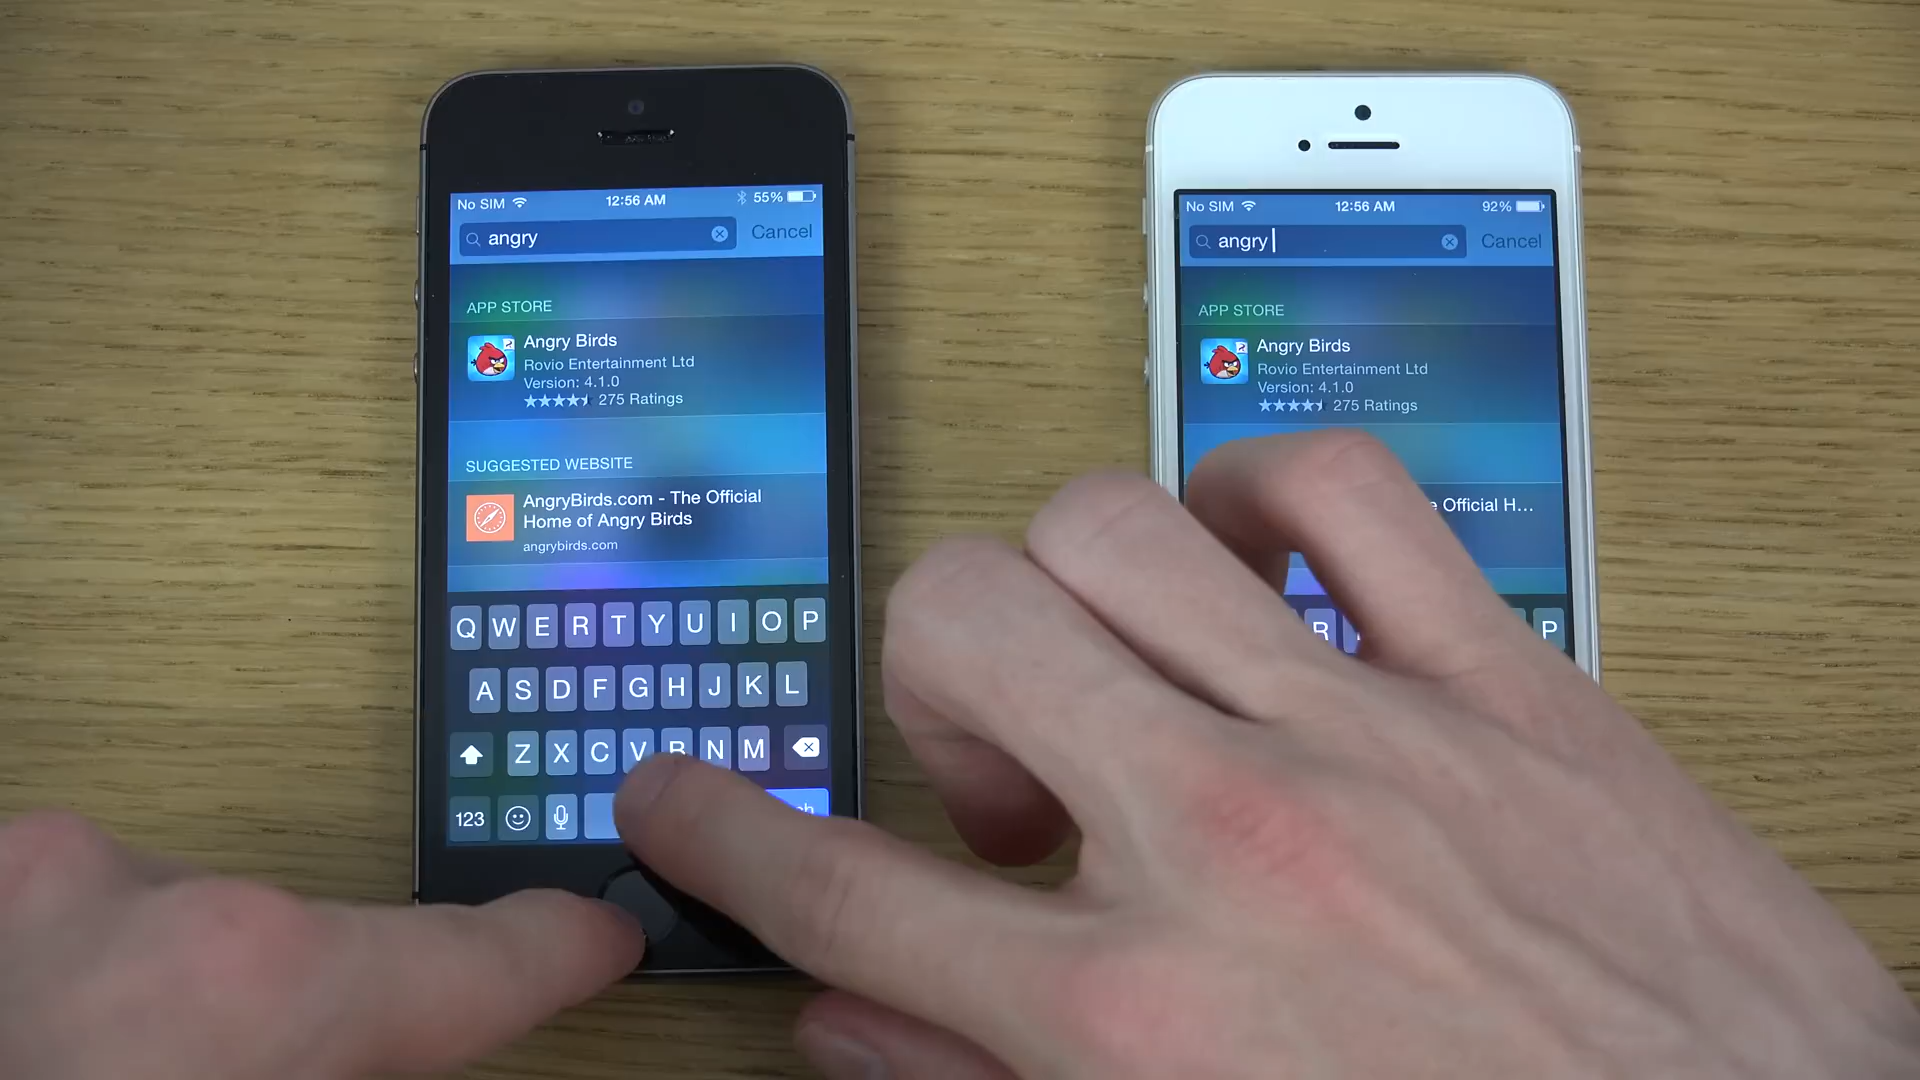 No SIM 12:56 AM 55%
angry Cancel
APP STORE
Angry Birds
Rovio Entertainment Ltd
Version: 4.1.0
275 Ratings
SUGGESTED WEBSITE
AngryBirds.com - The Official
Home of Angry Birds
angrybirds.com
Q W E R T Y U I O P
A S D F G H J K L
Z X C V B N M
123
No SIM 12:56 AM 92%
angry Cancel
APP STORE
Angry Birds
Rovio Entertainment Ltd
Version: 4.1.0
275 Ratings
Official H...
R P